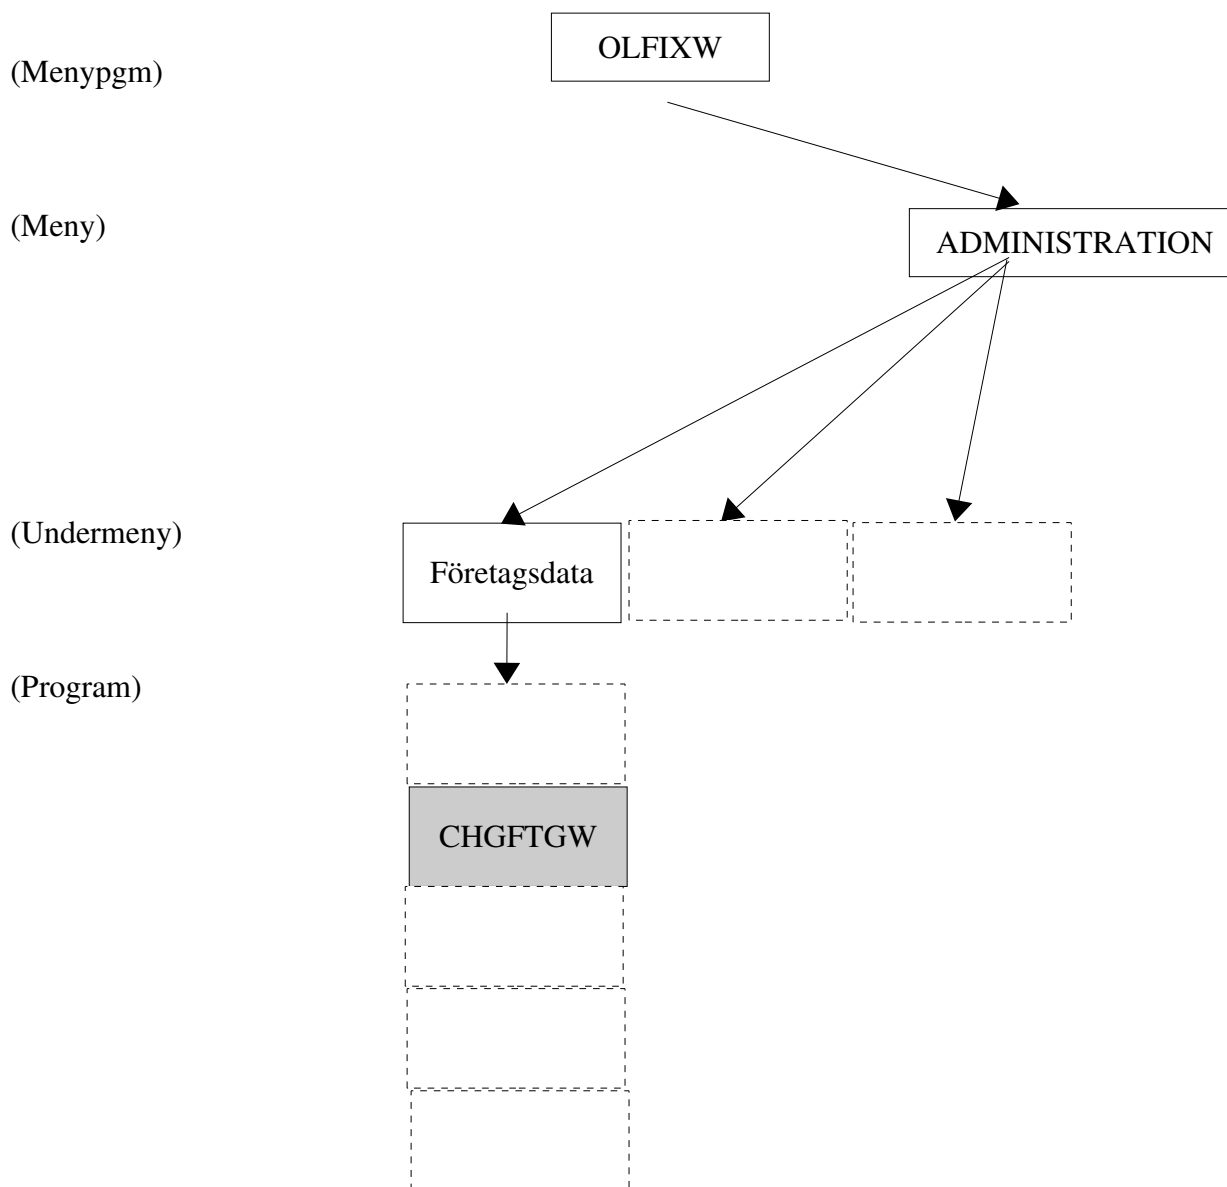 OLFIXW
(Menypgm)
(Meny)
ADMINISTRATION
(Undermeny)
Företagsdata
(Program)
CHGFTGW